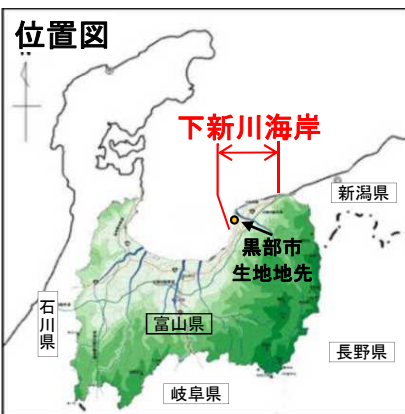 位置図
下新川海岸
新潟県
黒部市
生地地先
石川県
富山県
長野県
岐阜県